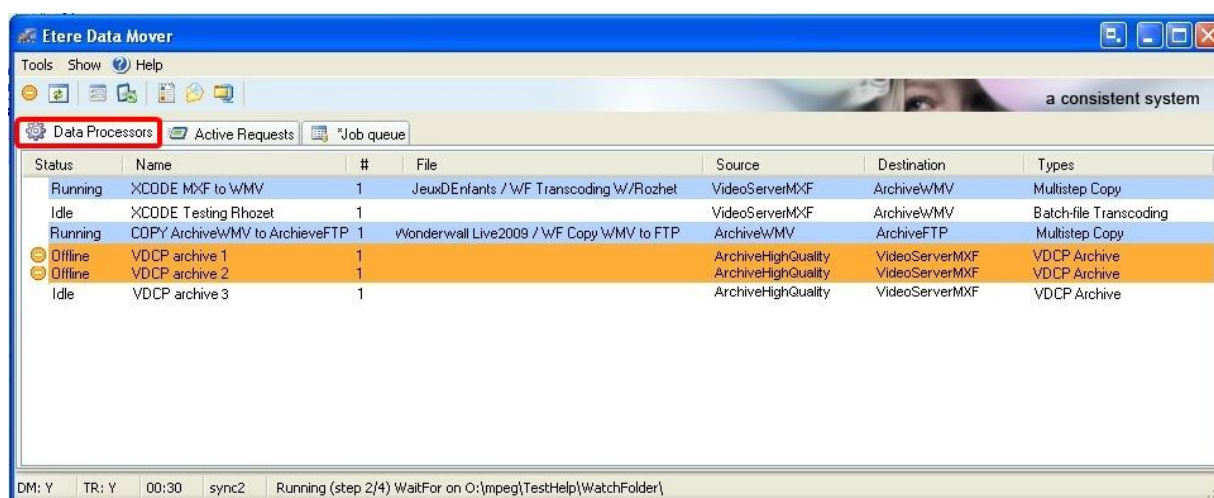 Etere Data Mover
Tools Show Help
a consistent system
Data Processors Active Requests *Job queue
Status Name # File Source Destination Types
Running XCODE MXF to WMV 1 JeuxDEnfants / WF Transcoding W/Rozhet VideoServerMXF ArchiveWMV Multistep Copy
Idle XCODE Testing Rhozet 1 VideoServerMXF ArchiveWMV Batch-file Transcoding
Running COPY ArchiveWMV to ArchieveFTP 1 Wonderwall Live2009 / WF Copy WMV to FTP ArchiveWMV ArchiveFTP Multistep Copy
Offline VDCP archive 1 1 ArchiveHighQuality VideoServerMXF VDCP Archive
Offline VDCP archive 2 1 ArchiveHighQuality VideoServerMXF VDCP Archive
Idle VDCP archive 3 1 ArchiveHighQuality VideoServerMXF VDCP Archive
DM: Y TR: Y 00:30 sync2 Running (step 2/4) WaitFor on O:\mpeg\TestHelp\WatchFolder\